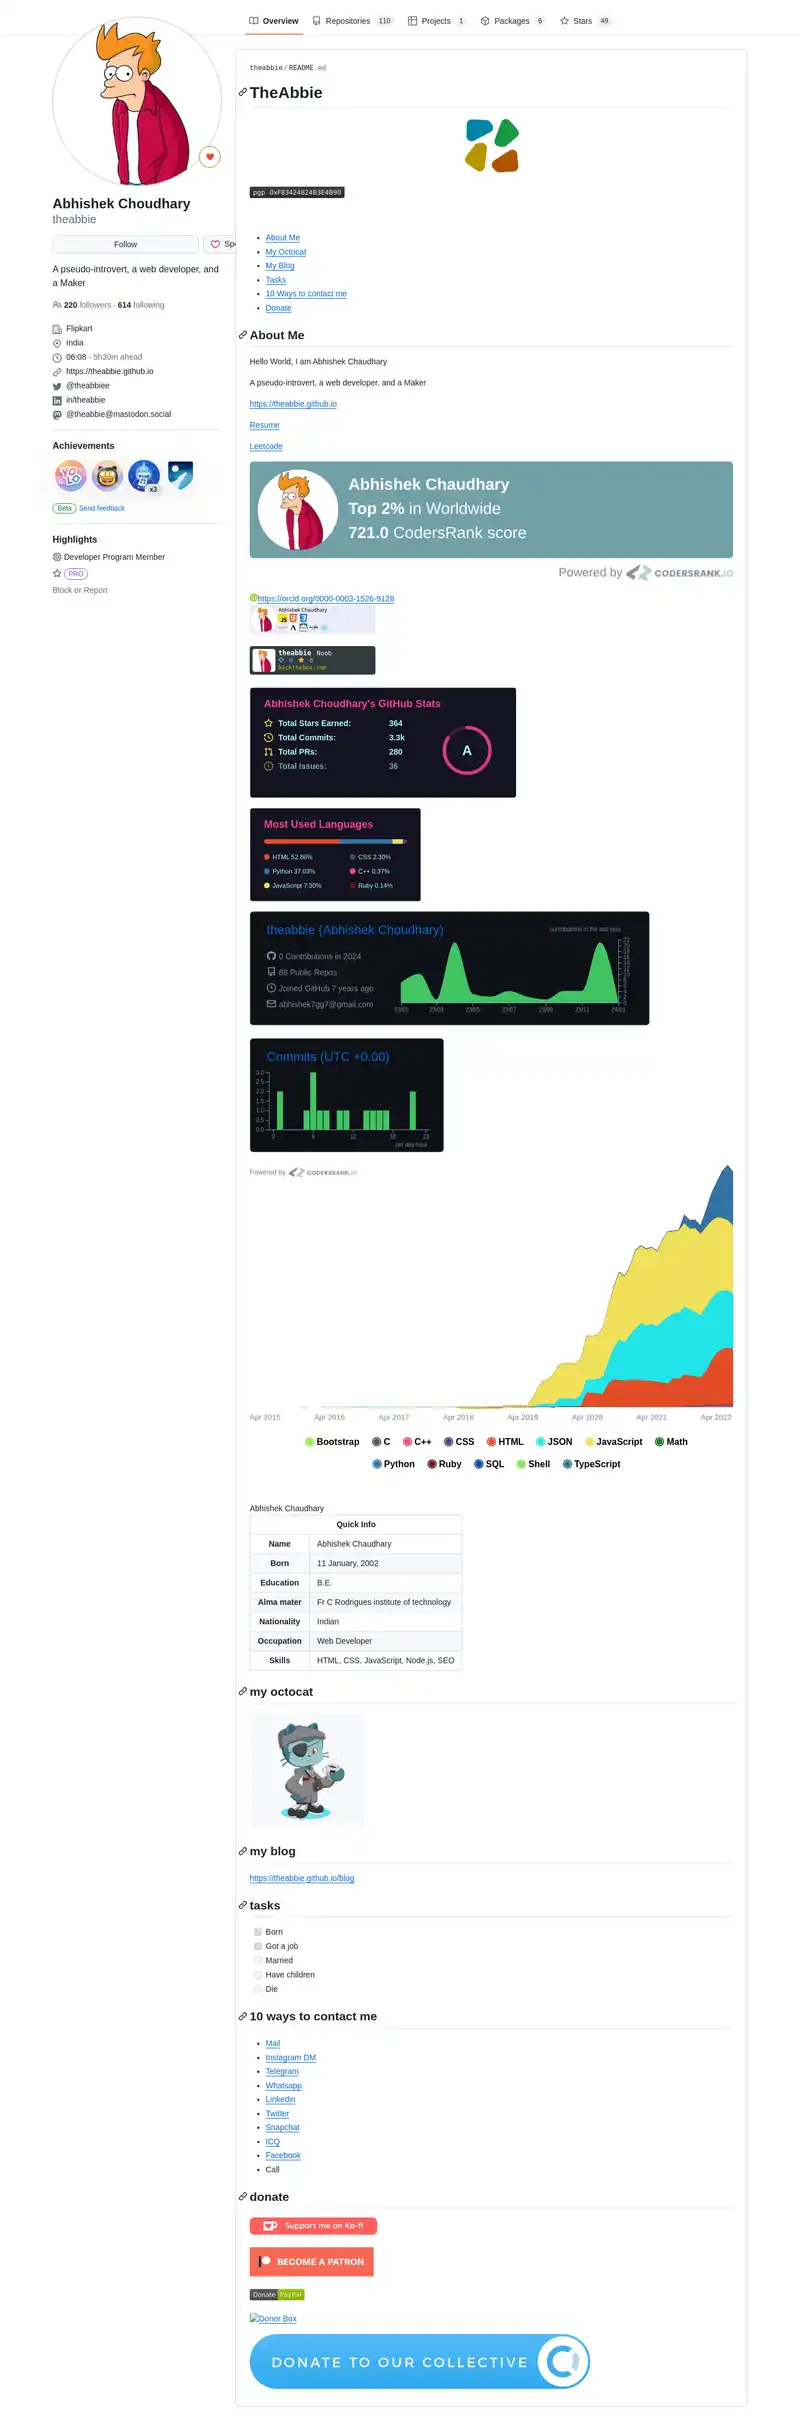 Overview Repositories 110 Projects 1 Packages 6 Stars 49
Abhishek Choudhary
theabbie
Follow
A pseudo-introvert, a web developer, and
a Maker
220 followers · 614 following
Flipkart
India
06:08 - 5h30m ahead
https://theabbie.github.io
@theabbiee
in/theabbie
@theabbie@mastodon.social
Achievements
YOLO
x3
Beta Send feedback
Highlights
Developer Program Member
PRO
Block or Report
theabbie/README.md
TheAbbie
pgp 0xF83424824B3E4B90
About Me
My Octocat
My Blog
Tasks
10 Ways to contact me
Donate
About Me
Hello World, I am Abhishek Chaudhary
A pseudo-introvert, a web developer, and a Maker
https://theabbie.github.io
Resume
Leetcode
Abhishek Chaudhary
Top 2% in Worldwide
721.0 CodersRank score
Powered by CODERSRANK.IO
https://orcid.org/0000-0003-1526-9128
Abhishek Chaudhary
theabbie Noob
hackthebox.com
Abhishek Choudhary's GitHub Stats
Total Stars Earned: 364
Total Commits: 3.3k
Total PRs: 280
Total Issues: 36
A
Most Used Languages
HTML 52.86% CSS 2.30%
Python 37.03% C++ 0.37%
JavaScript 7.30% Ruby 0.14%
theabbie (Abhishek Choudhary)
contributions in the last year
0 Contributions in 2024
88 Public Repos
Joined GitHub 7 years ago
abhishek7gg7@gmail.com
23/01 23/03 23/05 23/07 23/09 23/11 24/01
Commits (UTC +0.00)
3.0
2.5
2.0
1.5
1.0
0.5
0.0
0 6 12 18 23
per day hour
Powered by CODERSRANK.IO
Apr 2015 Apr 2016 Apr 2017 Apr 2018 Apr 2019 Apr 2020 Apr 2021 Apr 2022
Bootstrap C C++ CSS HTML JSON JavaScript Math
Python Ruby SQL Shell TypeScript
Abhishek Chaudhary
Quick Info
Name Abhishek Chaudhary
Born 11 January, 2002
Education B.E.
Alma mater Fr C Rodrigues institute of technology
Nationality Indian
Occupation Web Developer
Skills HTML, CSS, JavaScript, Node.js, SEO
my octocat
my blog
https://theabbie.github.io/blog
tasks
Born
Got a job
Married
Have children
Die
10 ways to contact me
Mail
Instagram DM
Telegram
Whatsapp
Linkedin
Twitter
Snapchat
ICQ
Facebook
Call
donate
Support me on Ko-fi
BECOME A PATRON
Donate PayPal
Donor Box
DONATE TO OUR COLLECTIVE